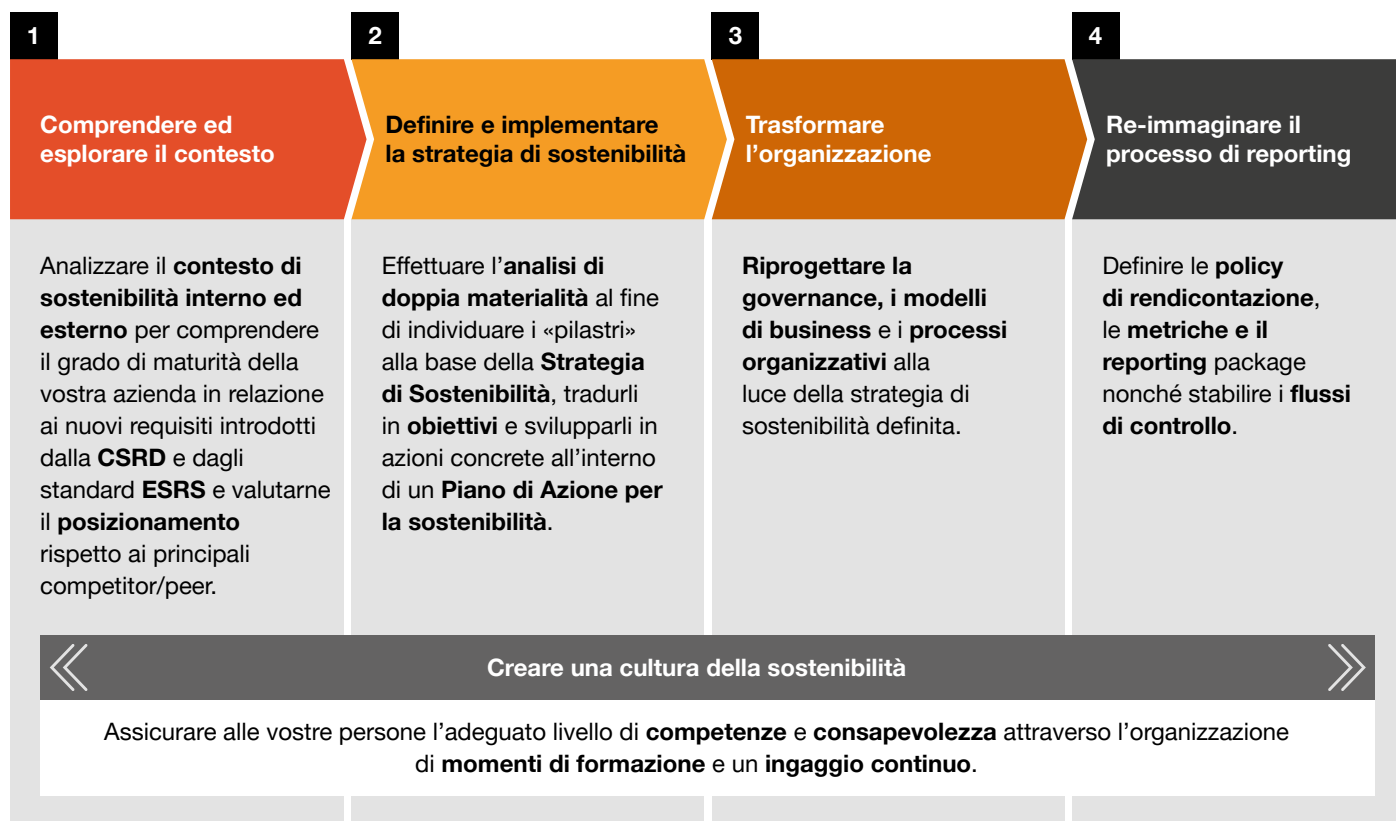 1
Comprendere ed
esplorare il contesto
Analizzare il contesto di
sostenibilità interno ed
esterno per comprendere
il grado di maturità della
vostra azienda in relazione
ai nuovi requisiti introdotti
dalla CSRD e dagli
standard ESRS e valutarne
il posizionamento
rispetto ai principali
competitor/peer.
2
Definire e implementare
la strategia di sostenibilità
Effettuare l’analisi di
doppia materialità al fine
di individuare i «pilastri»
alla base della Strategia
di Sostenibilità, tradurli
in obiettivi e svilupparli in
azioni concrete all’interno
di un Piano di Azione per
la sostenibilità.
3
Trasformare
l’organizzazione
Riprogettare la
governance, i modelli
di business e i processi
organizzativi alla
luce della strategia di
sostenibilità definita.
4
Re-immaginare il
processo di reporting
Definire le policy
di rendicontazione,
le metriche e il
reporting package
nonché stabilire i flussi
di controllo.
Creare una cultura della sostenibilità
Assicurare alle vostre persone l’adeguato livello di competenze e consapevolezza attraverso l’organizzazione
di momenti di formazione e un ingaggio continuo.